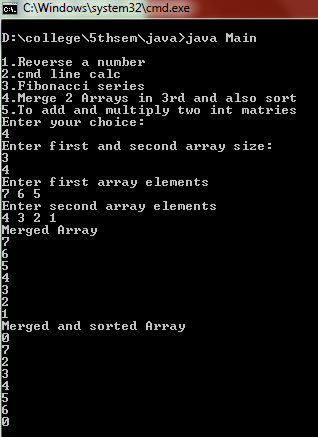 C:\Windows\system32\cmd.exe
D:\college\5thsem\java>java Main
1.Reverse a number
2.cmd line calc
3.Fibonacci series
4.Merge 2 Arrays in 3rd and also sort
5.To add and multiply two int matries
Enter your choice:
4
Enter first and second array size:
3
4
Enter first array elements
7 6 5
Enter second array elements
4 3 2 1
Merged Array
7
6
5
4
3
2
1
Merged and sorted Array
0
7
2
3
4
5
6
0